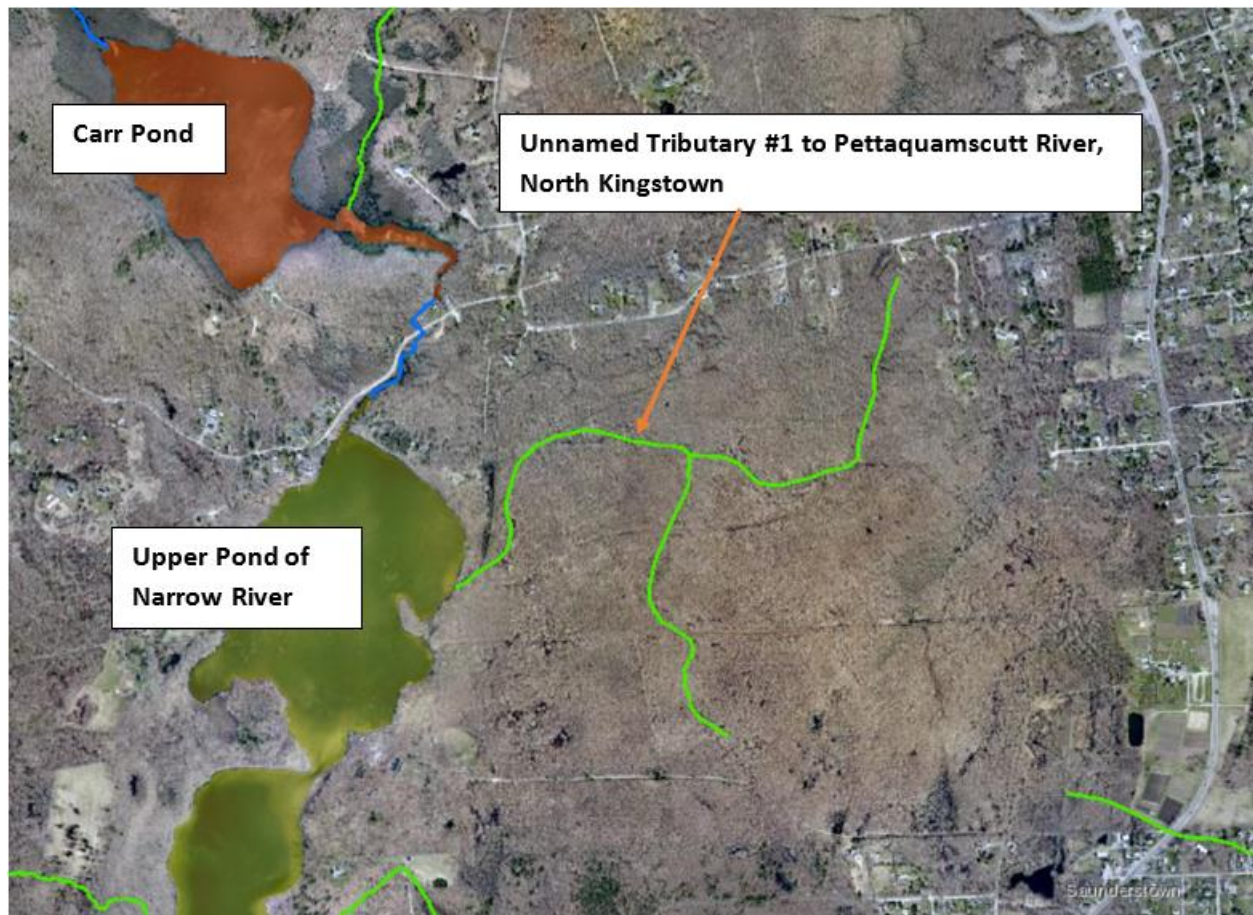 Carr Pond
Unnamed Tributary #1 to Pettaquamscutt River,
North Kingstown
Upper Pond of
Narrow River
Saunderstown